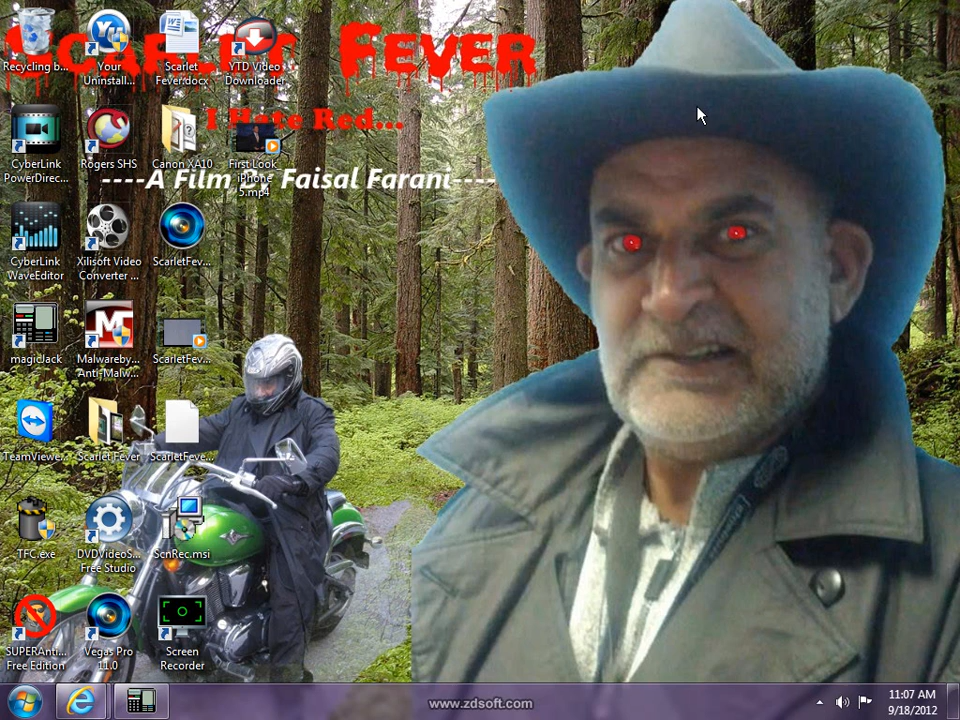 Scarlet Fever
I Hate Red...
----A Film By Faisal Farani----
Recycling b...
Your Uninstall...
Scarlet Fever.docx
YTD Video Downloader
CyberLink PowerDirec...
Rogers SHS
Canon XA10
First Look iPhone 5.mp4
CyberLink WaveEditor
Xilisoft Video Converter ...
ScarletFev...
magicJack
Malwareby... Anti-Malw...
ScarletFev...
TeamViewe...
Scarlet Fever
ScarletFeve...
TFC.exe
DVDVideoS... Free Studio
ScnRec.msi
SUPERAnti... Free Edition
Vegas Pro 11.0
Screen Recorder
www.zdsoft.com
11:07 AM
9/18/2012